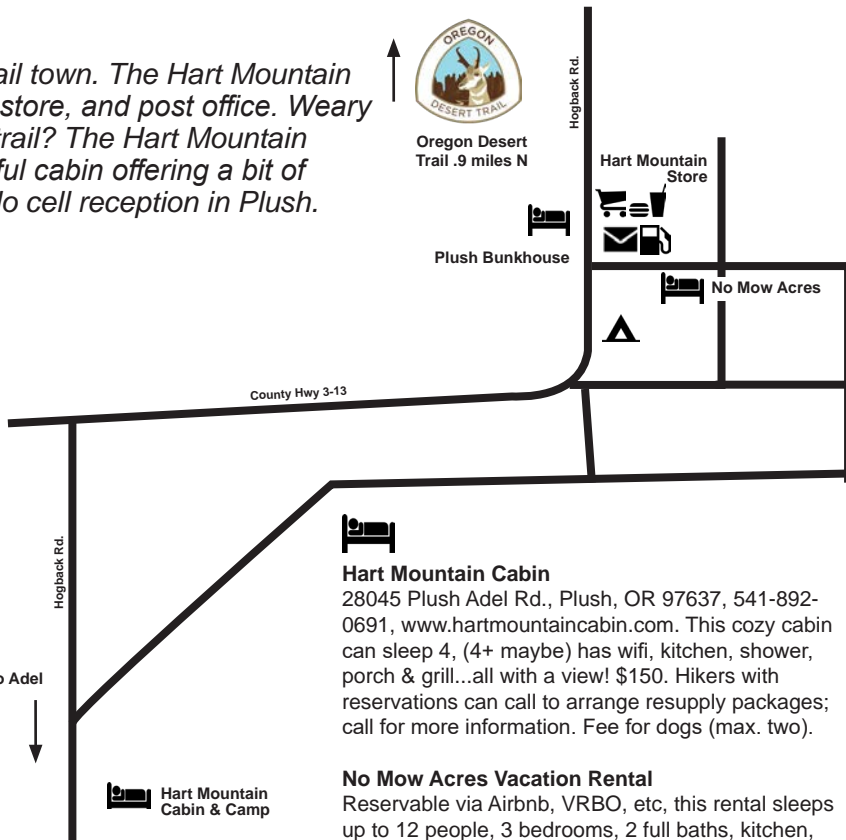 ail town. The Hart Mountain
store, and post office. Weary
trail? The Hart Mountain
ful cabin offering a bit of
o cell reception in Plush.
OREGON
DESERT TRAIL
Oregon Desert
Trail .9 miles N
Hogback Rd.
Hart Mountain
Store
Plush Bunkhouse
No Mow Acres
County Hwy 3-13
Hogback Rd.
o Adel
Hart Mountain
Cabin & Camp
Hart Mountain Cabin
28045 Plush Adel Rd., Plush, OR 97637, 541-892-
0691, www.hartmountaincabin.com. This cozy cabin
can sleep 4, (4+ maybe) has wifi, kitchen, shower,
porch & grill...all with a view! $150. Hikers with
reservations can call to arrange resupply packages;
call for more information. Fee for dogs (max. two).
No Mow Acres Vacation Rental
Reservable via Airbnb, VRBO, etc, this rental sleeps
up to 12 people, 3 bedrooms, 2 full baths, kitchen,